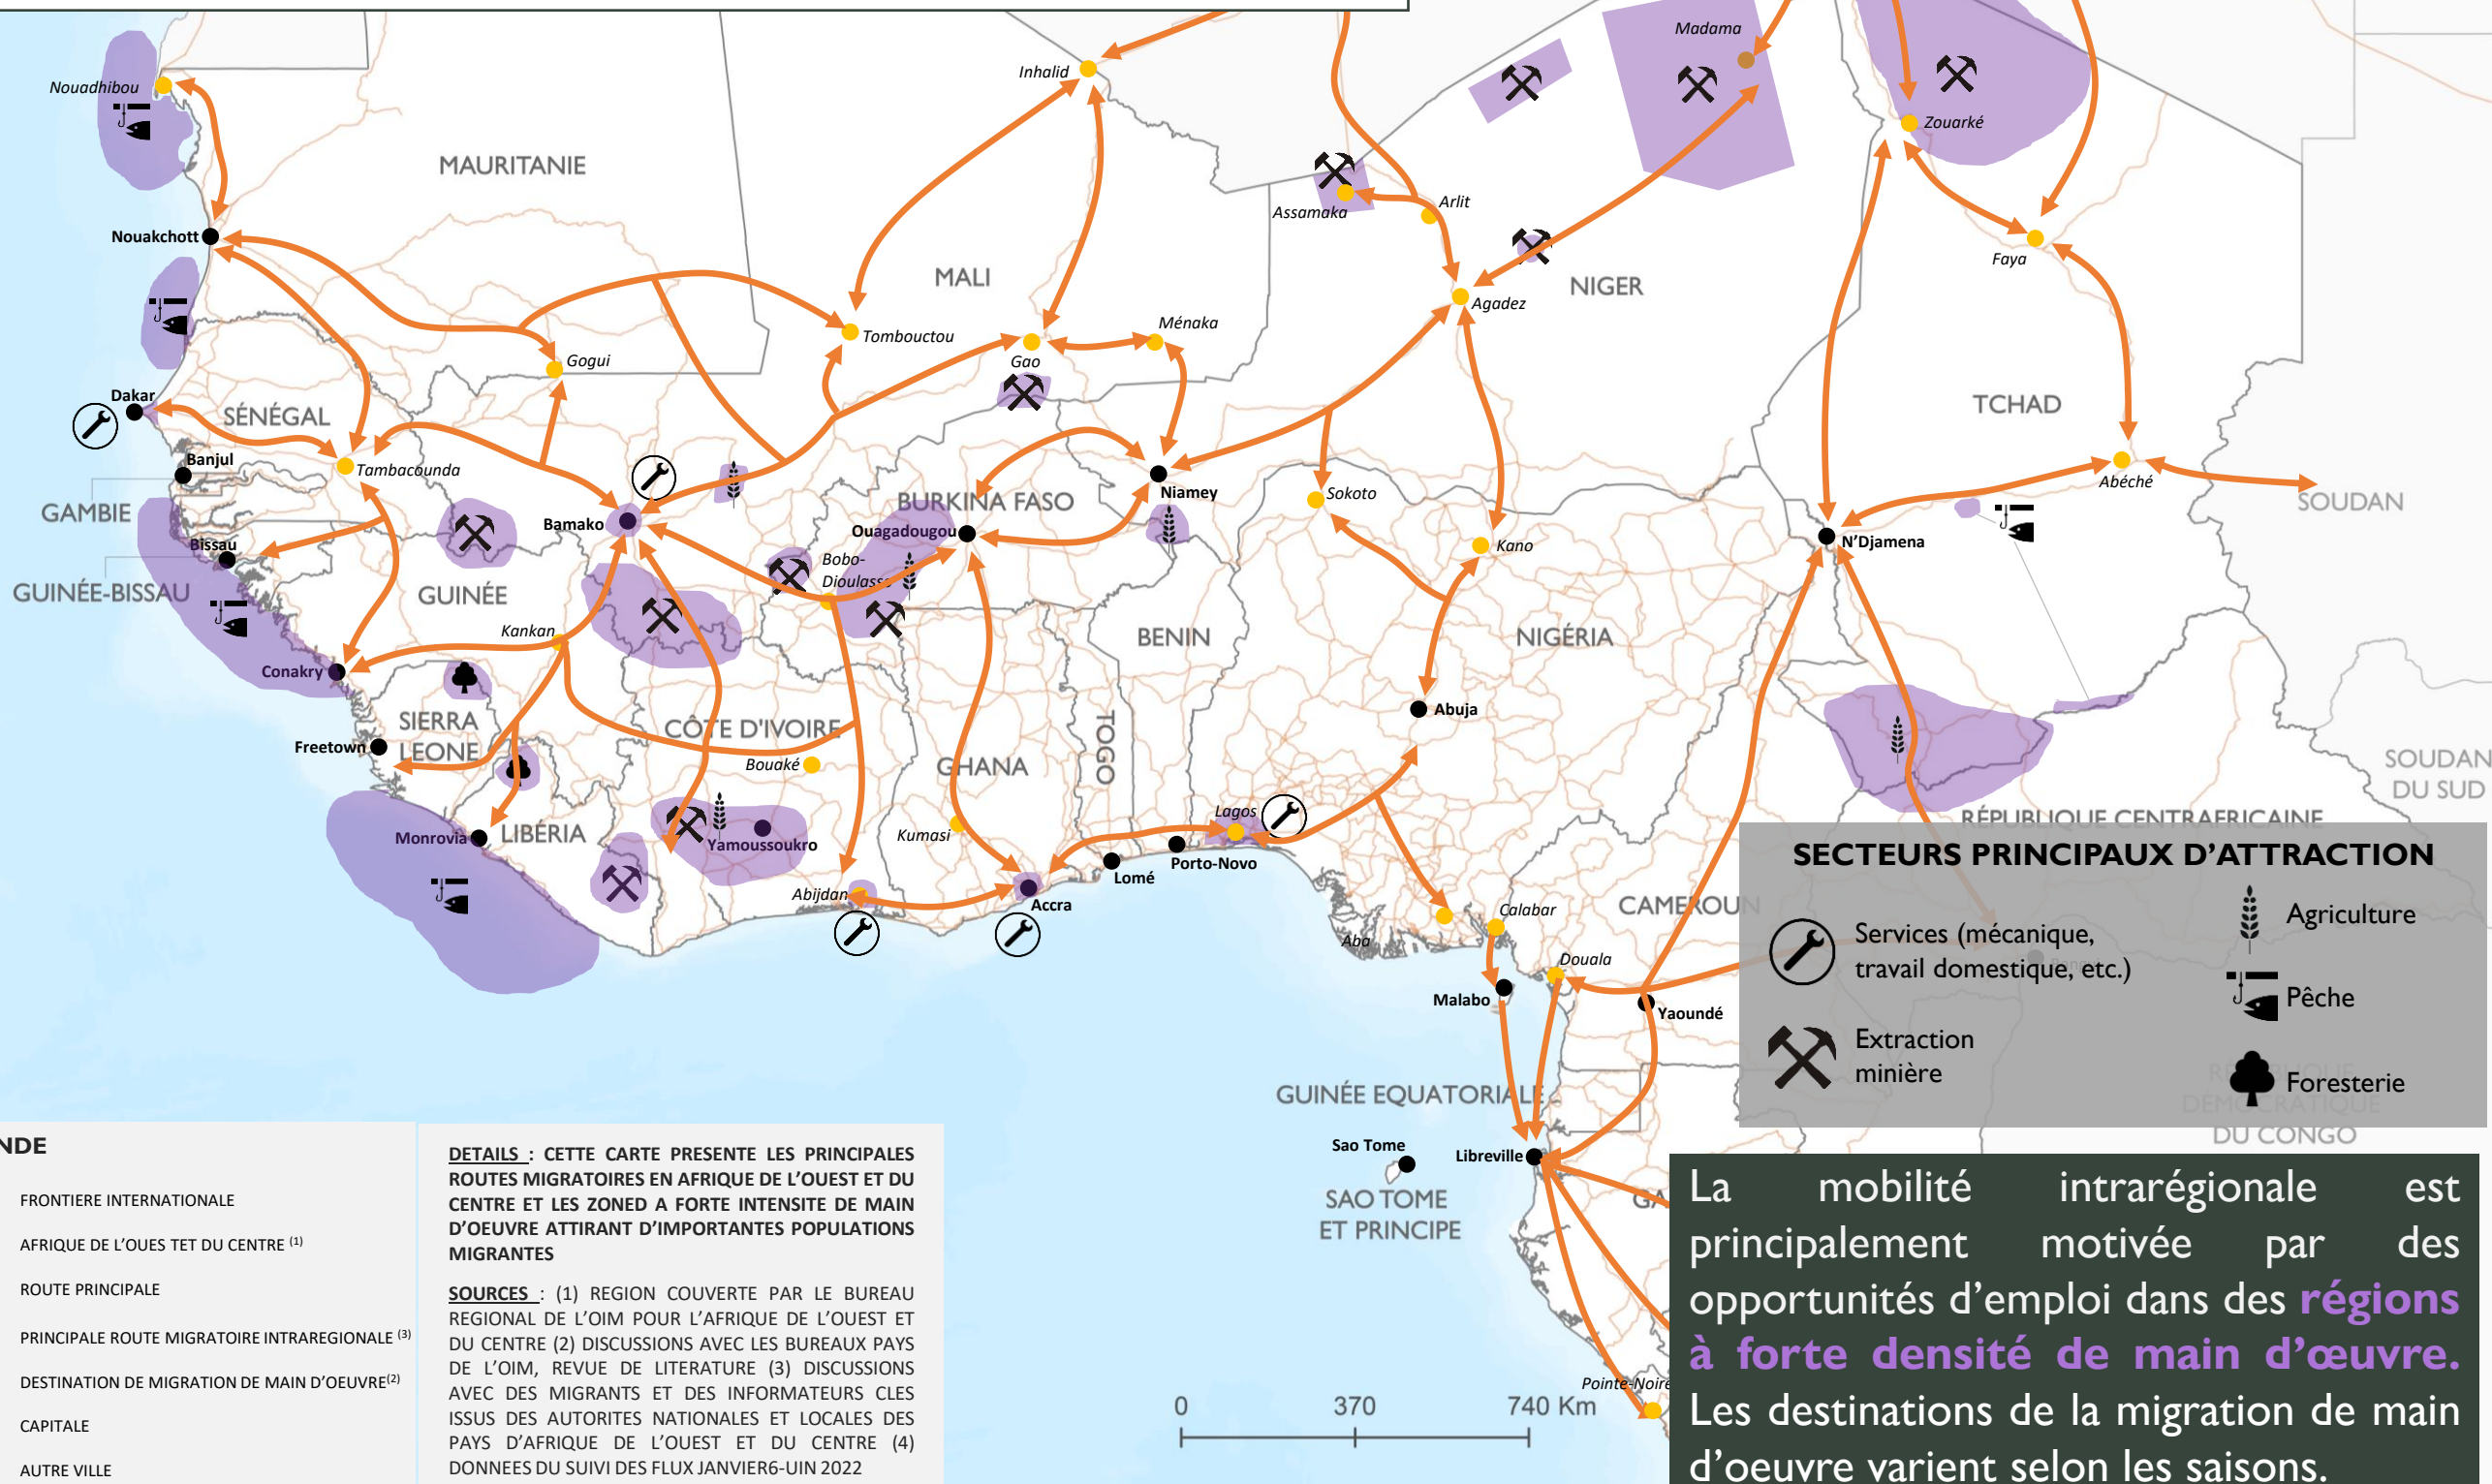 Madama
Inhalid
Nouadhibou
Zouarké
MAURITANIE
Assamaka
Arlit
Nouakchott
Faya
MALI
NIGER
Agadez
Ménaka
Tombouctou
Gogui
Gao
Dakar
SÉNÉGAL
TCHAD
Banjul
Tambacounda
Abéché
Niamey
Sokoto
BURKINA FASO
SOUDAN
GAMBIE
Bamako
Ouagadougou
Kano
N'Djamena
Bissau
Bobo-
Dioulasso
GUINÉE-BISSAU
GUINÉE
Kankan
BENIN
NIGÉRIA
Conakry
Abuja
SIERRA
LEONE
CÔTE D'IVOIRE
TOGO
Freetown
Bouaké
GHANA
SOUDAN
DU SUD
Lagos
RÉPUBLIQUE CENTRAFRICAINE
Monrovia
LIBÉRIA
Yamoussoukro
Kumasi
Porto-Novo
Lomé
Abijdan
Accra
CAMEROUN
Calabar
Aba
Douala
Malabo
Yaoundé
SECTEURS PRINCIPAUX D'ATTRACTION
Services (mécanique,
travail domestique, etc.)
Extraction
minière
Agriculture
Pêche
Foresterie
RÉPUBLIQUE
DÉMOCRATIQUE
DU CONGO
GUINÉE EQUATORIALE
Sao Tome
Libreville
SAO TOME
ET PRINCIPE
GA
Pointe-Noire
0 370 740 Km
NDE
FRONTIERE INTERNATIONALE
AFRIQUE DE L'OUES TET DU CENTRE (1)
ROUTE PRINCIPALE
PRINCIPALE ROUTE MIGRATOIRE INTRAREGIONALE (3)
DESTINATION DE MIGRATION DE MAIN D'OEUVRE(2)
CAPITALE
AUTRE VILLE
DETAILS : CETTE CARTE PRESENTE LES PRINCIPALES
ROUTES MIGRATOIRES EN AFRIQUE DE L'OUEST ET DU
CENTRE ET LES ZONED A FORTE INTENSITE DE MAIN
D'OEUVRE ATTIRANT D'IMPORTANTES POPULATIONS
MIGRANTES
SOURCES : (1) REGION COUVERTE PAR LE BUREAU
REGIONAL DE L'OIM POUR L'AFRIQUE DE L'OUEST ET
DU CENTRE (2) DISCUSSIONS AVEC LES BUREAUX PAYS
DE L'OIM, REVUE DE LITERATURE (3) DISCUSSIONS
AVEC DES MIGRANTS ET DES INFORMATEURS CLES
ISSUS DES AUTORITES NATIONALES ET LOCALES DES
PAYS D'AFRIQUE DE L'OUEST ET DU CENTRE (4)
DONNEES DU SUIVI DES FLUX JANVIER6-UIN 2022
La mobilité intrarégionale est
principalement motivée par des
opportunités d'emploi dans des régions
à forte densité de main d'œuvre.
Les destinations de la migration de main
d'oeuvre varient selon les saisons.